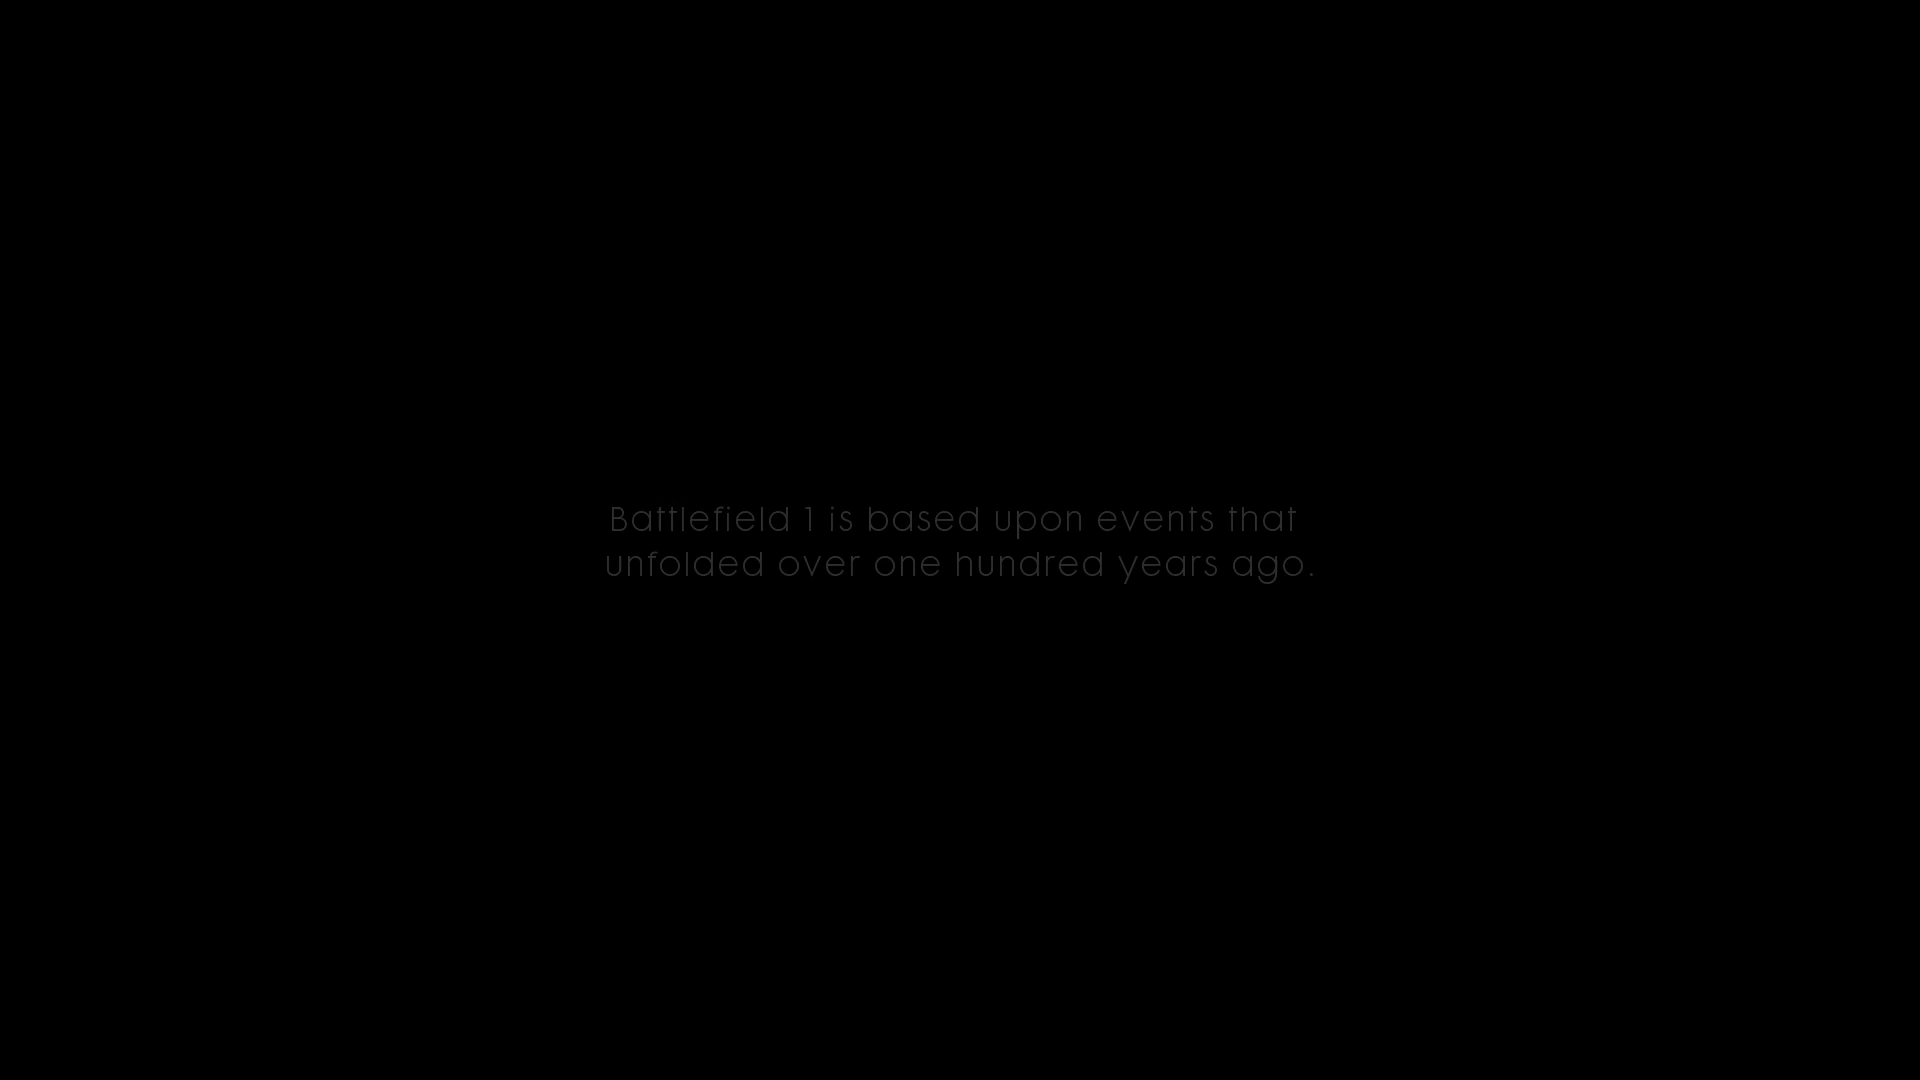 Battlefield 1 is based upon events that
unfolded over one hundred years ago.